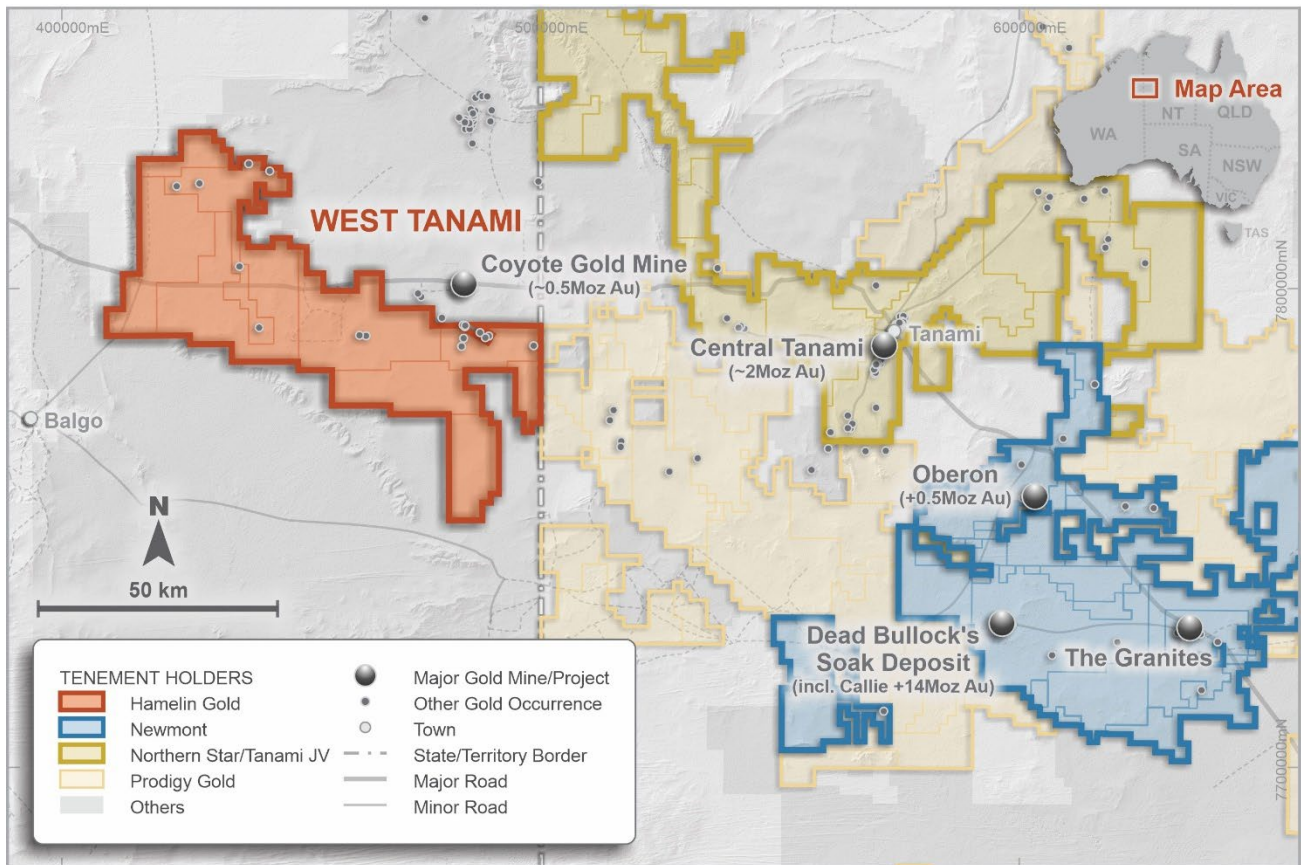 400000mE
500000mE
600000mE
Map Area
WA
NT
QLD
SA
NSW
VIC
TAS
WEST TANAMI
Coyote Gold Mine
(~0.5Moz Au)
7800000mN
Tanami
Central Tanami
(~2Moz Au)
Balgo
Oberon
(+0.5Moz Au)
N
50 km
Dead Bullock's
Soak Deposit
(incl. Callie +14Moz Au)
The Granites
7700000mN
TENEMENT HOLDERS
Hamelin Gold
Newmont
Northern Star/Tanami JV
Prodigy Gold
Others
Major Gold Mine/Project
Other Gold Occurrence
Town
State/Territory Border
Major Road
Minor Road